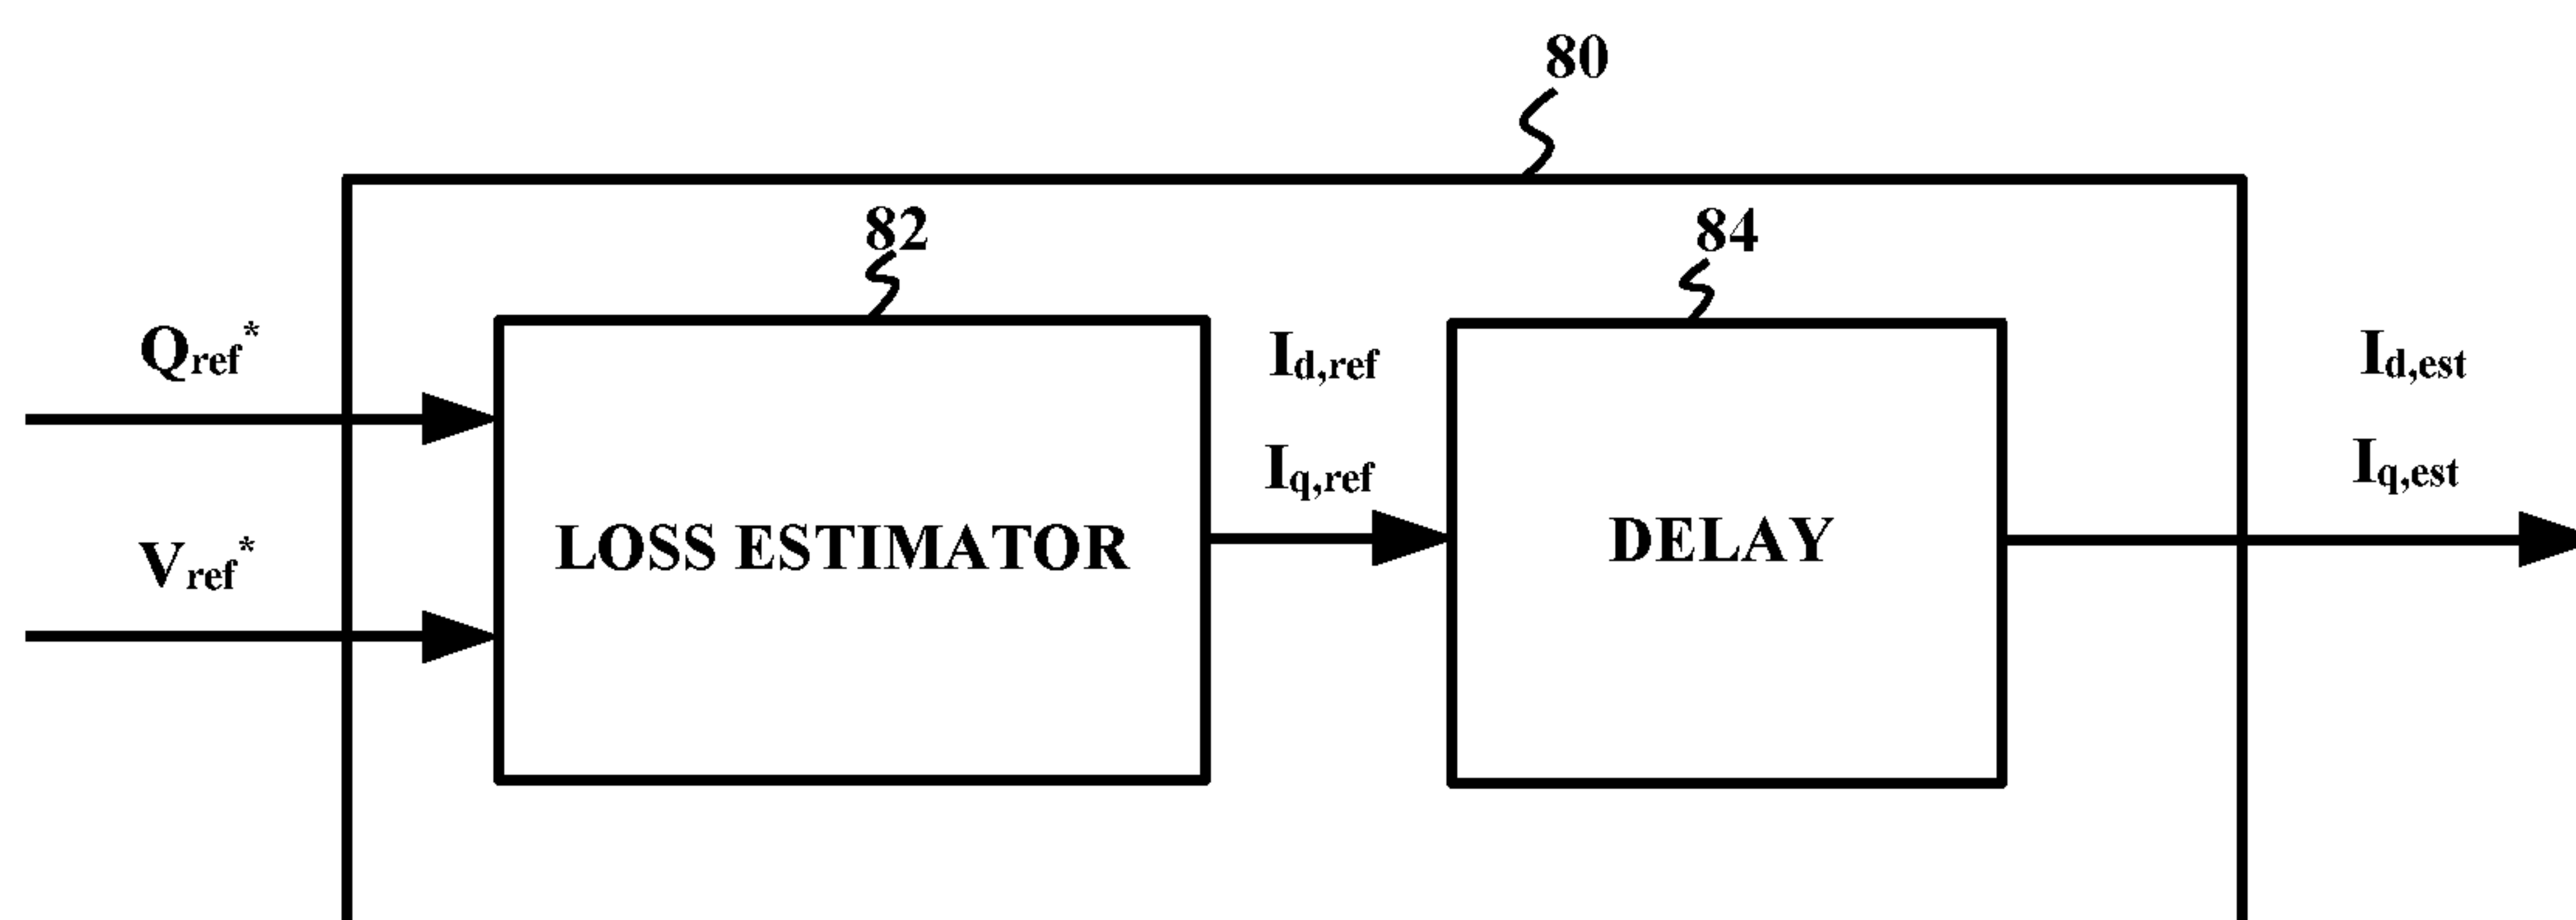 80
82
84
Qref*
Id,ref
Id,est
Iq,ref
Iq,est
Vref*
LOSS ESTIMATOR
DELAY